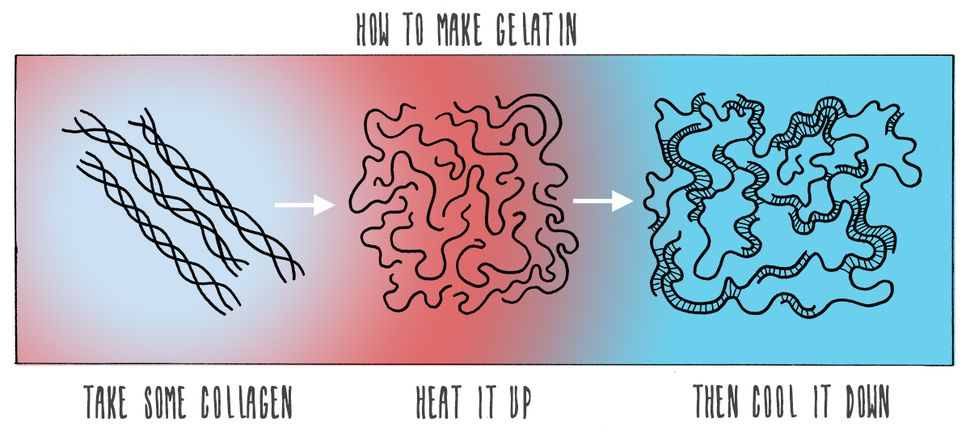 HOW TO MAKE GELATIN
TAKE SOME COLLAGEN
HEAT IT UP
THEN COOL IT DOWN